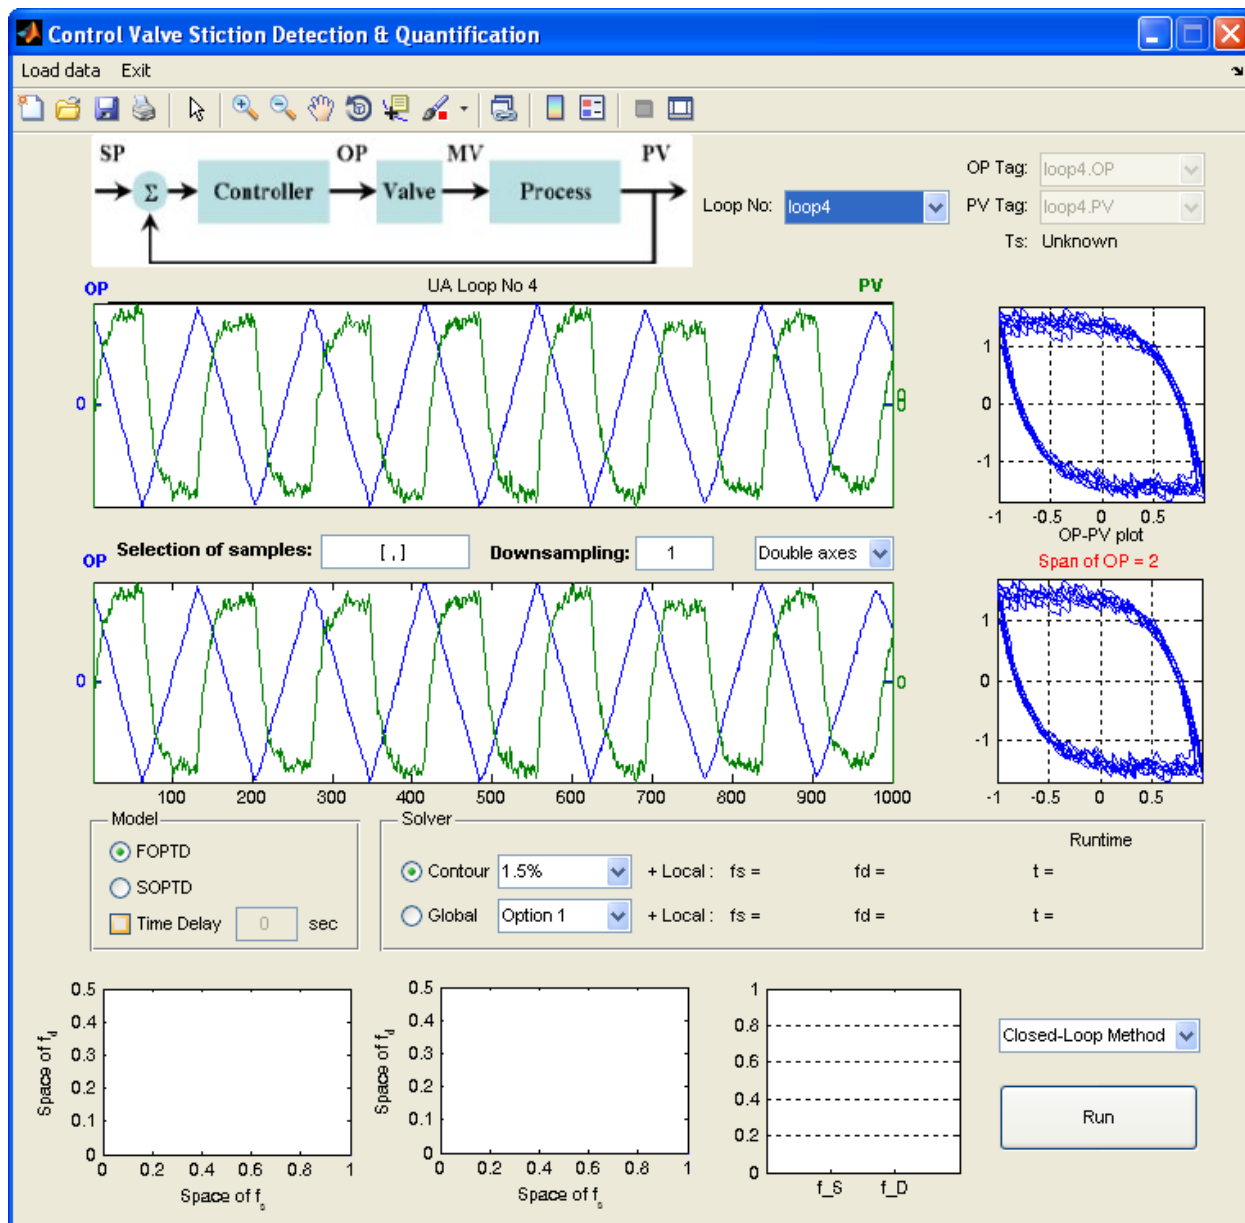 Control Valve Stiction Detection & Quantification
Load data Exit
SP OP MV PV
Σ Controller Valve Process
Loop No: loop4
OP Tag: loop4.OP
PV Tag: loop4.PV
Ts: Unknown
OP UA Loop No 4 PV
0 0
1
0
-1
-1 -0.5 0 0.5
OP-PV plot
OP Selection of samples: [ , ] Downsampling: 1 Double axes
Span of OP = 2
0 0
100 200 300 400 500 600 700 800 900 1000
1
0
-1
-1 -0.5 0 0.5
Model
FOPTD
SOPTD
Time Delay 0 sec
Solver
Runtime
Contour 1.5% + Local : fs = fd = t =
Global Option 1 + Local : fs = fd = t =
0.5
0.4
0.3
0.2
0.1
0
Space of f_d
0 0.2 0.4 0.6 0.8 1
Space of f_s
0.5
0.4
0.3
0.2
0.1
0
Space of f_d
0 0.2 0.4 0.6 0.8 1
Space of f_s
1
0.8
0.6
0.4
0.2
0
f_S f_D
Closed-Loop Method
Run